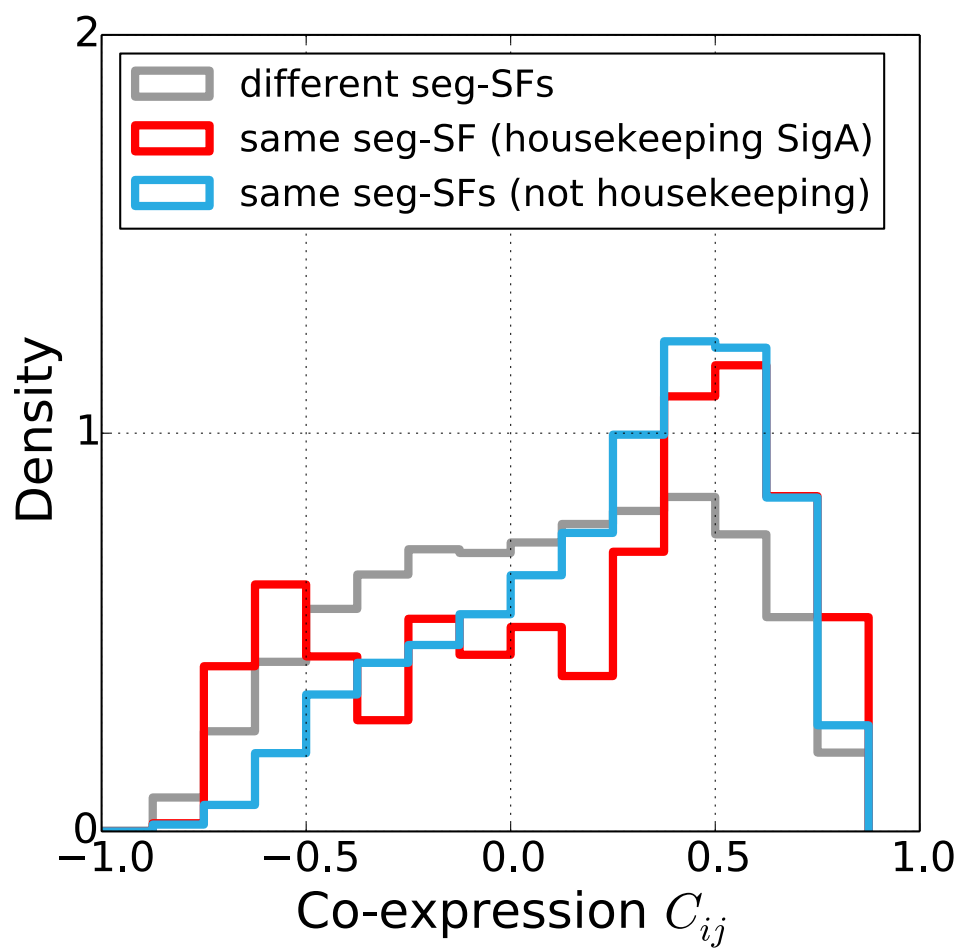 2
different seg-SFs
same seg-SF (housekeeping SigA)
same seg-SFs (not housekeeping)
Density
1
0
−1.0 −0.5 0.0 0.5 1.0
Co-expression C_{ij}